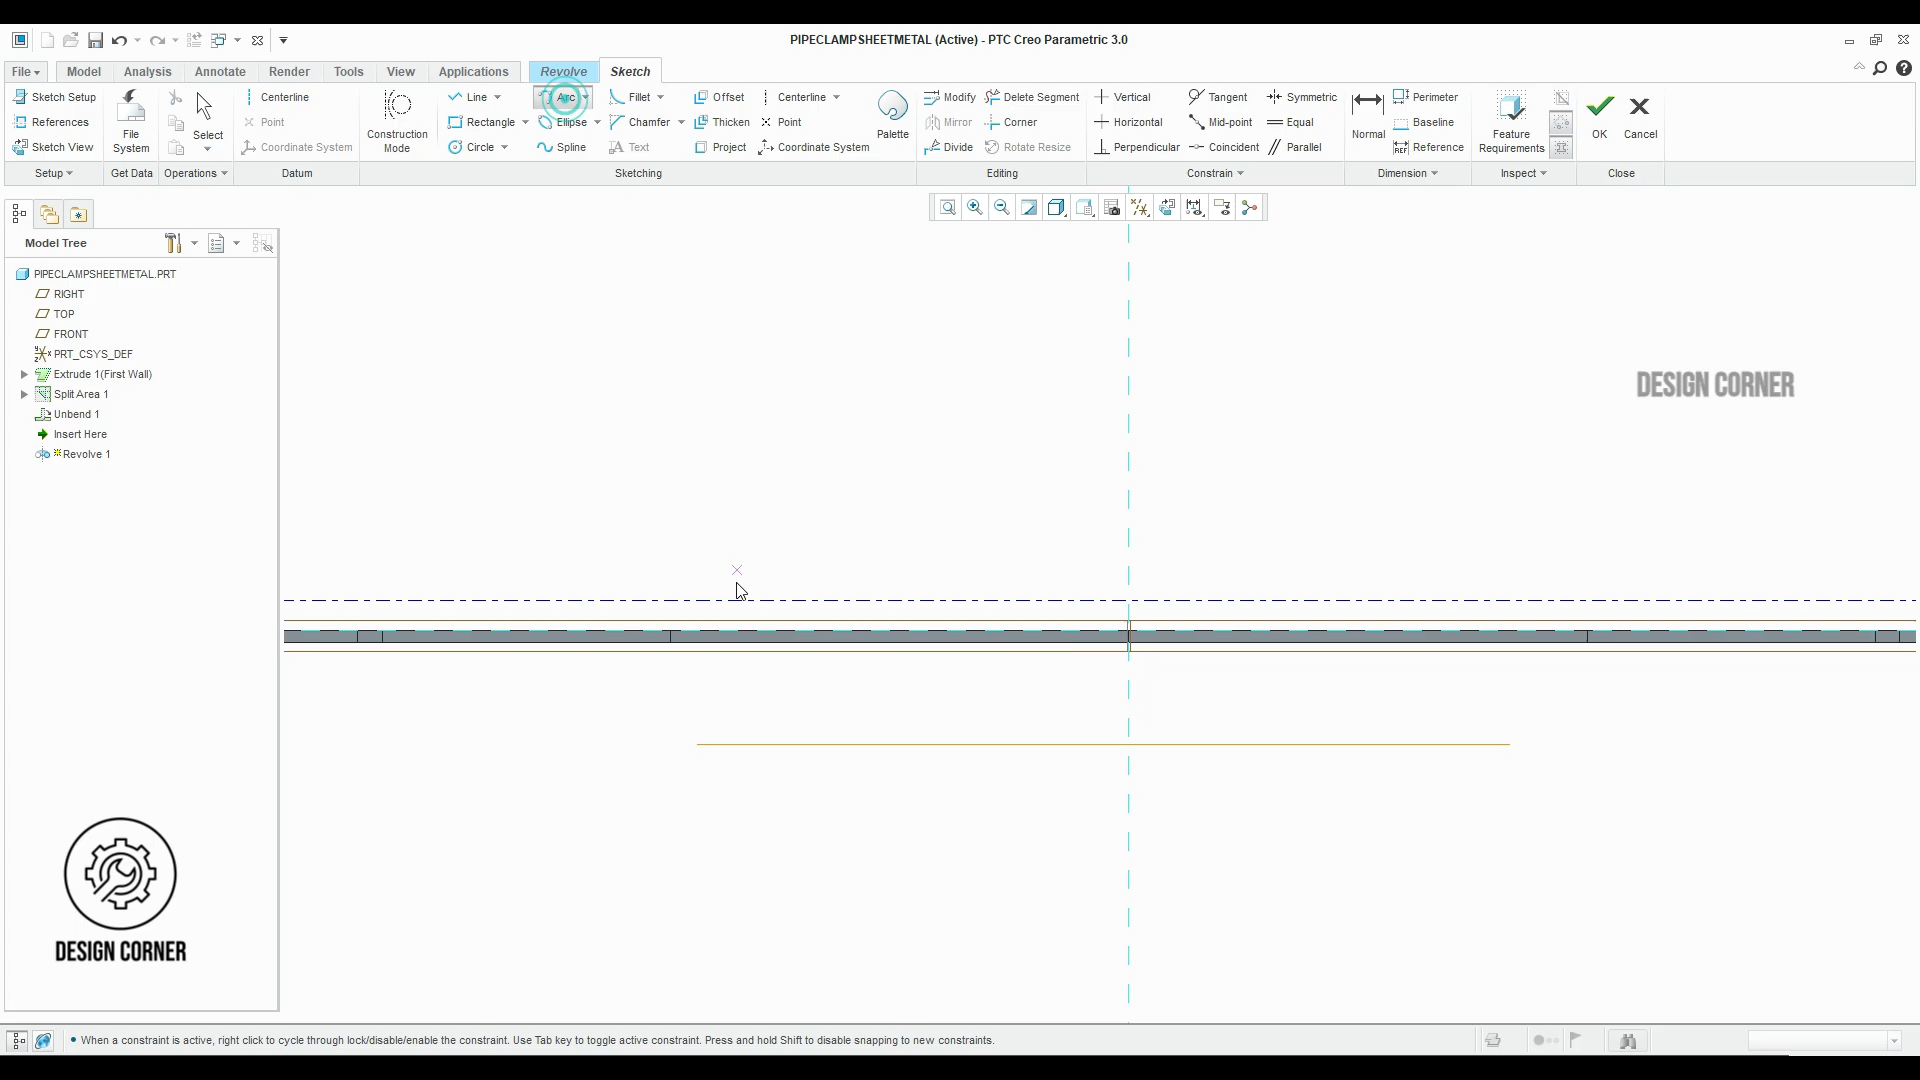 PIPECLAMPSHEETMETAL (Active) - PTC Creo Parametric 3.0
File Model Analysis Annotate Render Tools View Applications Revolve Sketch
Sketch Setup Centerline Line Arc Fillet Offset Centerline Modify Delete Segment Vertical Tangent Symmetric Perimeter
References Point Rectangle Ellipse Chamfer Thicken Point Mirror Corner Horizontal Mid-point Equal Baseline
Sketch View Coordinate System Circle Spline Text Project Coordinate System Divide Rotate Resize Perpendicular Coincident Parallel Reference
File System Select Construction Mode Palette Normal Feature Requirements OK Cancel
Setup Get Data Operations Datum Sketching Editing Constrain Dimension Inspect Close
Model Tree
PIPECLAMPSHEETMETAL.PRT
RIGHT
TOP
FRONT
PRT_CSYS_DEF
Extrude 1(First Wall)
Split Area 1
Unbend 1
Insert Here
Revolve 1
DESIGN CORNER
DESIGN CORNER
• When a constraint is active, right click to cycle through lock/disable/enable the constraint. Use Tab key to toggle active constraint. Press and hold Shift to disable snapping to new constraints.